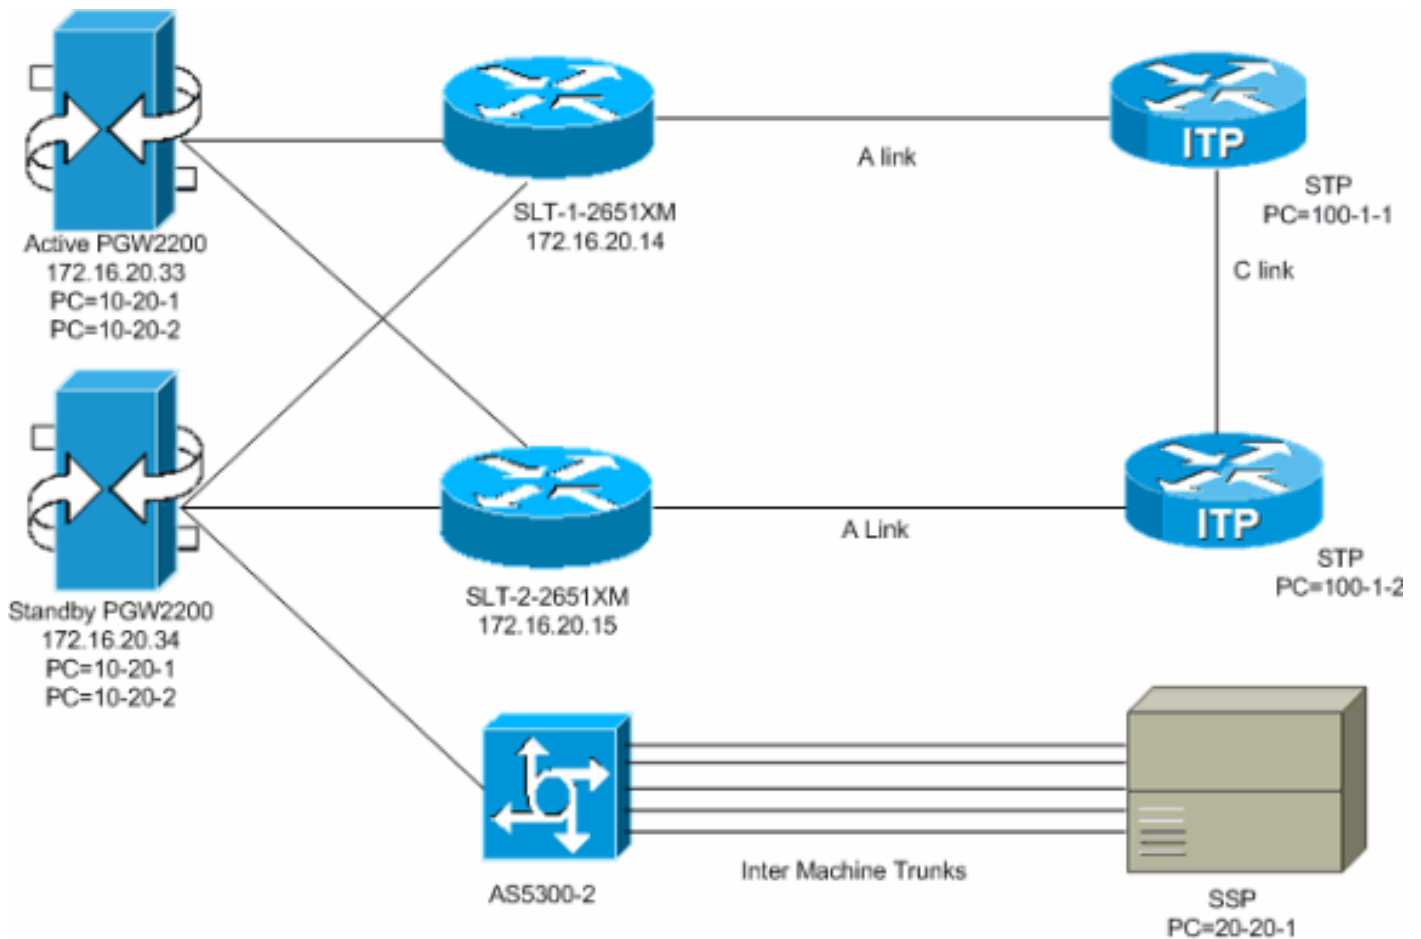 ITP
A link
STP
PC=100-1-1
SLT-1-2651XM
172.16.20.14
Active PGW2200
172.16.20.33
PC=10-20-1
PC=10-20-2
C link
ITP
A Link
STP
PC=100-1-2
SLT-2-2651XM
172.16.20.15
Standby PGW2200
172.16.20.34
PC=10-20-1
PC=10-20-2
Inter Machine Trunks
AS5300-2
SSP
PC=20-20-1